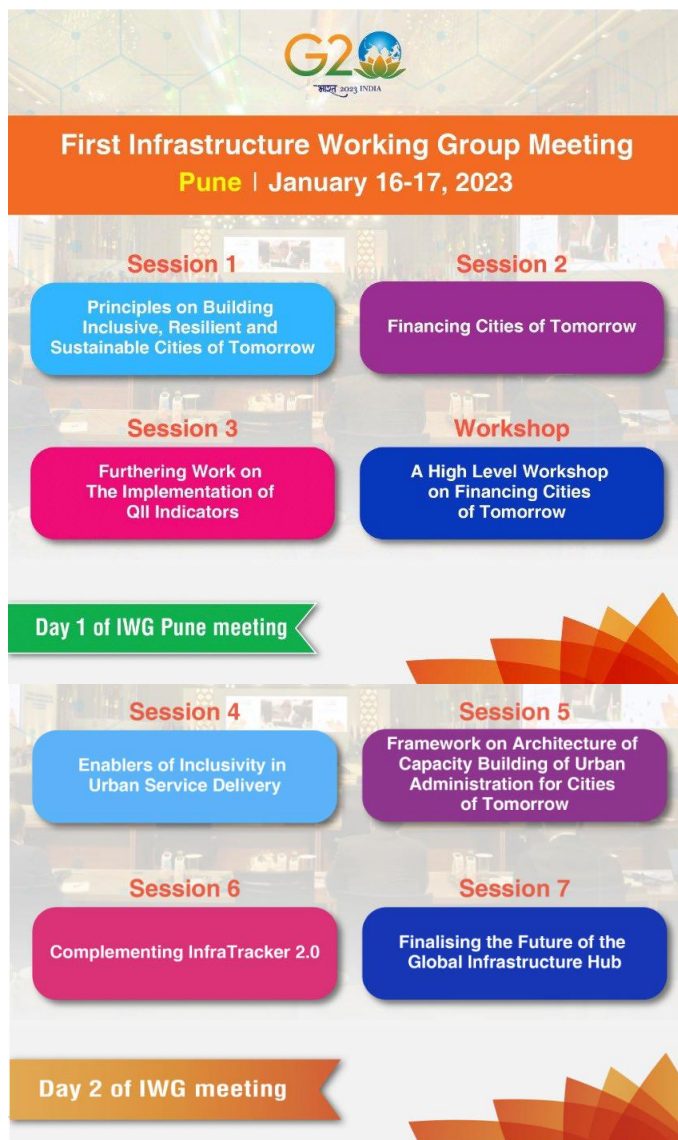 G20
भारत 2023 INDIA
First Infrastructure Working Group Meeting
Pune | January 16-17, 2023
Session 1
Principles on Building
Inclusive, Resilient and
Sustainable Cities of Tomorrow
Session 2
Financing Cities of Tomorrow
Session 3
Furthering Work on
The Implementation of
QII Indicators
Workshop
A High Level Workshop
on Financing Cities
of Tomorrow
Day 1 of IWG Pune meeting
Session 4
Enablers of Inclusivity in
Urban Service Delivery
Session 5
Framework on Architecture of
Capacity Building of Urban
Administration for Cities
of Tomorrow
Session 6
Complementing InfraTracker 2.0
Session 7
Finalising the Future of the
Global Infrastructure Hub
Day 2 of IWG meeting